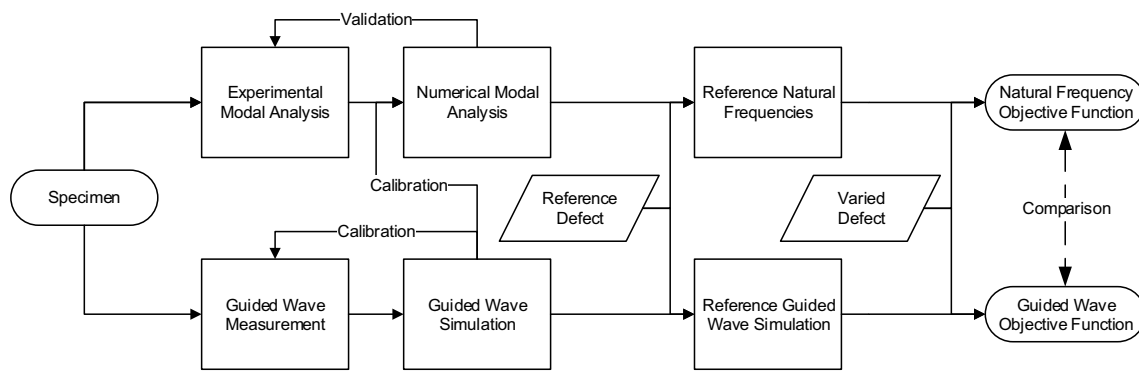 Validation
Experimental
Modal Analysis
Numerical Modal
Analysis
Reference Natural
Frequencies
Natural Frequency
Objective Function
Specimen
Calibration
Reference
Defect
Varied
Defect
Comparison
Calibration
Guided Wave
Measurement
Guided Wave
Simulation
Reference Guided
Wave Simulation
Guided Wave
Objective Function